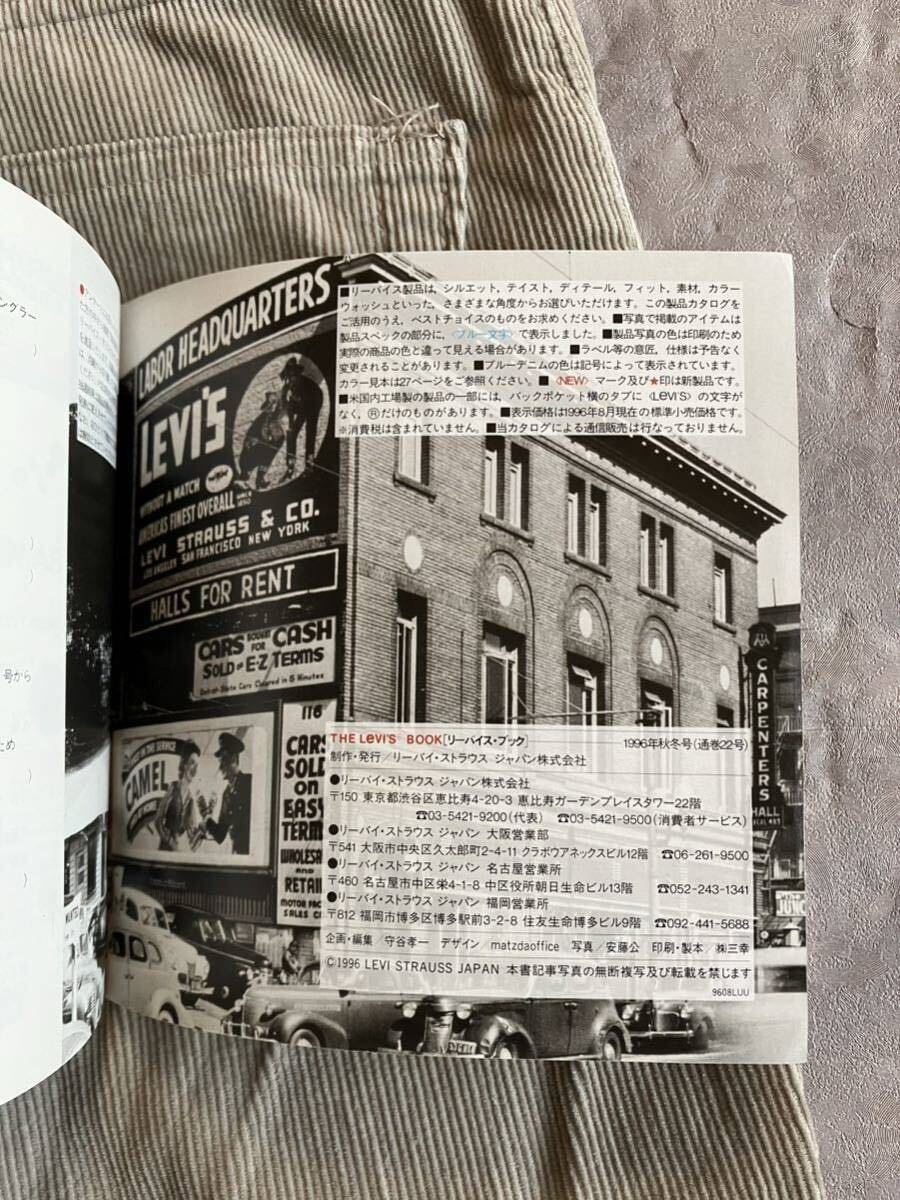 ングラー
)
)
)
号から
)
ため
)
)
■リーバイス製品は、シルエット、テイスト、ディテール、フィット、素材、カラー
ウォッシュといった、さまざまな角度からお選びいただけます。この製品カタログを
ご活用のうえ、ベストチョイスのものをお求めください。■写真で掲載のアイテムは
製品スペックの部分に、〈ブルー文字〉で表示しました。■製品写真の色は印刷のため
実際の商品の色と違って見える場合があります。■ラベル等の意匠、仕様は予告なく
変更されることがあります。■ブルーデニムの色は記号によって表示されています。
カラー見本は27ページをご参照ください。■〈NEW〉マーク及び★印は新製品です。
■米国内工場製の製品の一部には、バックポケット横のタブに〈LeVI'S〉の文字が
なく、Ⓡだけのものがあります。■表示価格は1996年8月現在の標準小売価格です。
※消費税は含まれていません。■当カタログによる通信販売は行なっておりません。
LABOR HEADQUARTERS
LEVI'S
WITHOUT A MATCH
AMERICA'S FINEST OVERALL SINCE 1850
LEVI STRAUSS & CO.
LOS ANGELES SAN FRANCISCO NEW YORK
HALLS FOR RENT
CARS BOUGHT FOR CASH
SOLD on E-Z TERMS
Out-of-State Cars Cleared in 5 Minutes
IN THE SERVICE
CAMEL
116
CARS
SOLD
ON
EASY
TERMS
WHOLESALE
AND
RETAIL
MOTOR
SALES CO
CARPENTERS
HALL
THE LeVI'S BOOK[リーバイス・ブック] 1996年秋冬号(通巻22号)
制作・発行／リーバイ・ストラウス ジャパン株式会社
●リーバイ・ストラウス ジャパン株式会社
〒150 東京都渋谷区恵比寿4-20-3 恵比寿ガーデンプレイスタワー22階
☎03-5421-9200(代表) ☎03-5421-9500(消費者サービス)
●リーバイ・ストラウス ジャパン 大阪営業部
〒541 大阪市中央区久太郎町2-4-11 クラボウアネックスビル12階 ☎06-261-9500
●リーバイ・ストラウス ジャパン 名古屋営業所
〒460 名古屋市中区栄4-1-8 中区役所朝日生命ビル13階 ☎052-243-1341
●リーバイ・ストラウス ジャパン 福岡営業所
〒812 福岡市博多区博多駅前3-2-8 住友生命博多ビル9階 ☎092-441-5688
企画・編集／守谷孝一 デザイン／matzdaoffice 写真／安藤公 印刷・製本／㈱三幸
©1996 LEVI STRAUSS JAPAN 本書記事写真の無断複写及び転載を禁じます
9608LUU